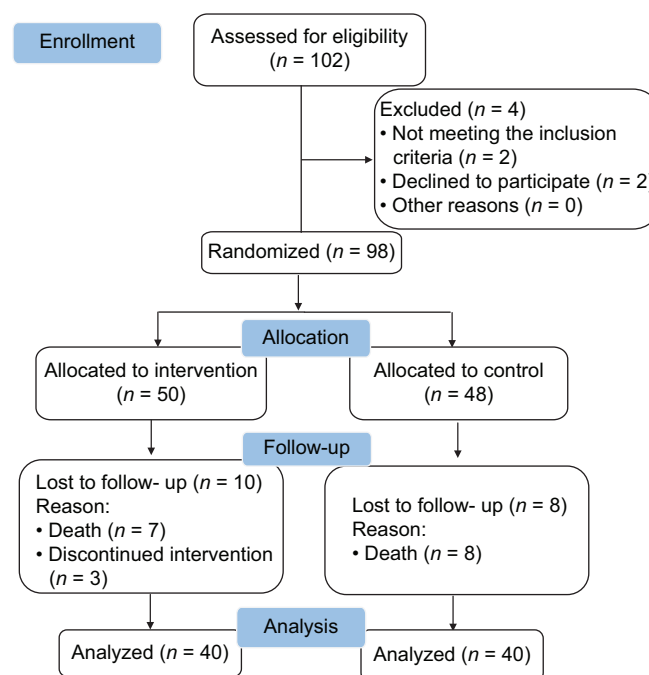 Enrollment
Assessed for eligibility
(n = 102)
Excluded (n = 4)
• Not meeting the inclusion
criteria (n = 2)
• Declined to participate (n = 2)
• Other reasons (n = 0)
Randomized (n = 98)
Allocation
Allocated to intervention
(n = 50)
Allocated to control
(n = 48)
Follow-up
Lost to follow- up (n = 10)
Reason:
• Death (n = 7)
• Discontinued intervention
(n = 3)
Lost to follow- up (n = 8)
Reason:
• Death (n = 8)
Analysis
Analyzed (n = 40)
Analyzed (n = 40)